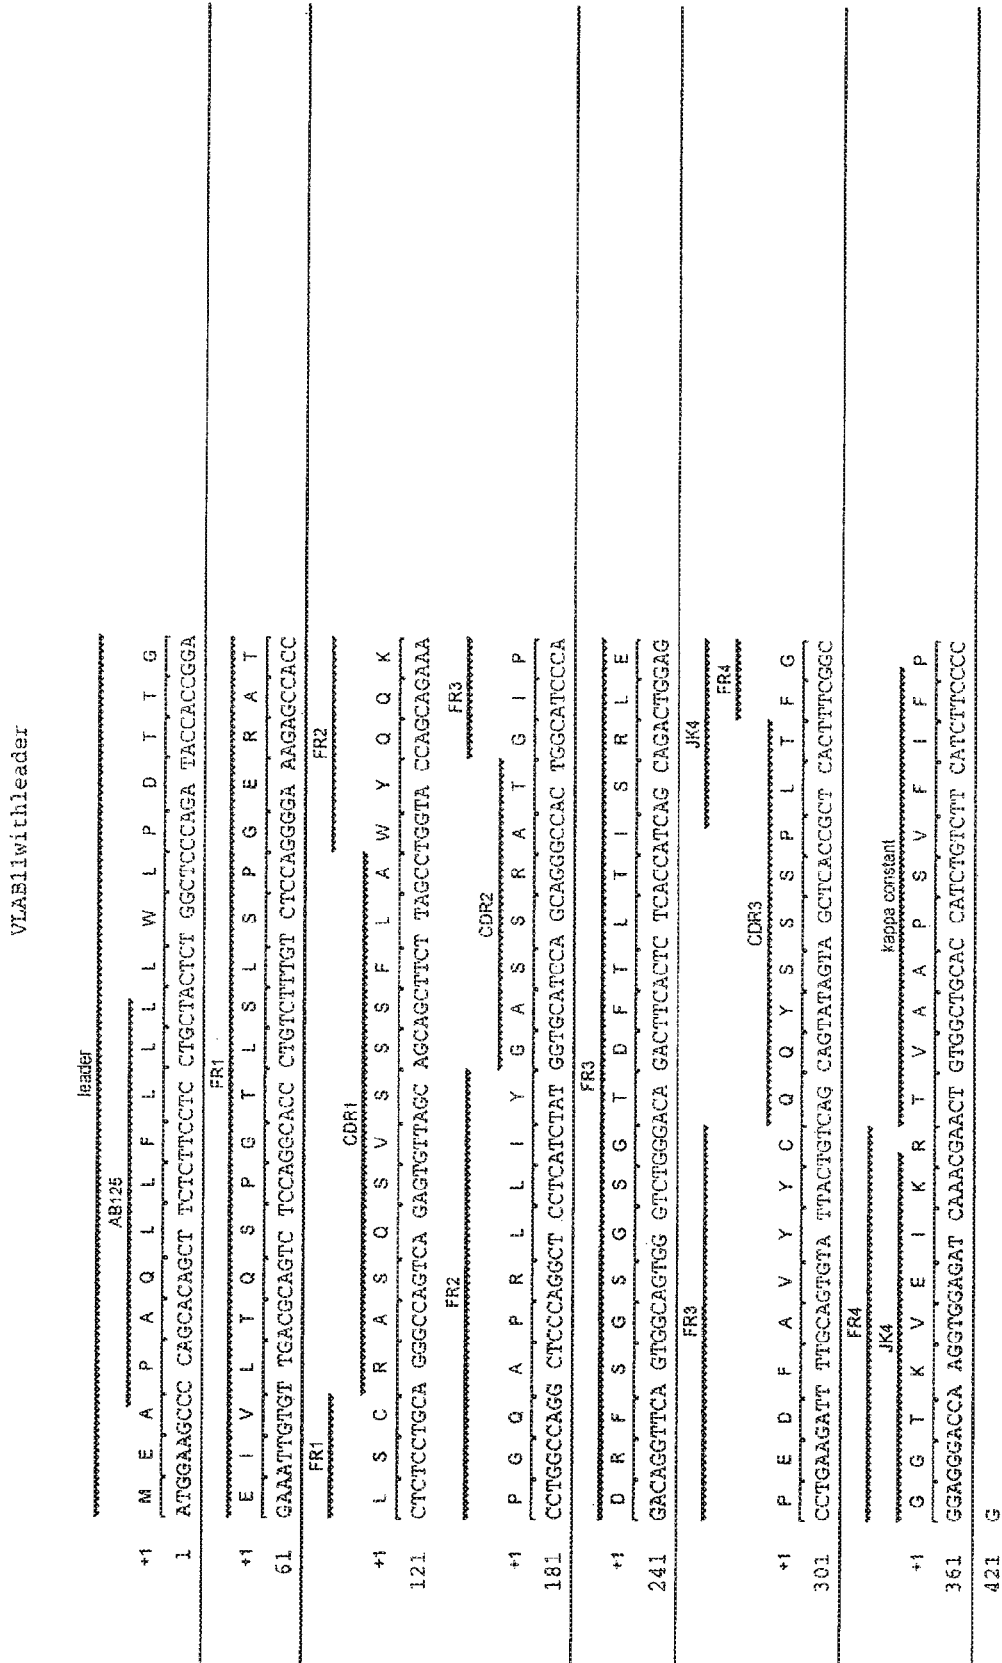 VLAB11withleader
leader
AB125
+1 M E A P A Q L L F L L L L W L P D T T G
1 ATGGAAGCCC CAGCACAGCT TCTCTTCCTC CTGCTACTCT GGCTCCCAGA TACCACCGGA
FR1
+1 E I V L T Q S P G T L S L S P G E R A T
61 GAAATTGTGT TGACGCAGTC TCCAGGCACC CTGTCTTTGT CTCCAGGGGA AAGAGCCACC
FR1 FR2
CDR1
+1 L S C R A S Q S V S S S F L A W Y Q Q K
121 CTCTCCTGCA GGGCCAGTCA GAGTGTTAGC AGCAGCTTCT TAGCCTGGTA CCAGCAGAAA
FR2 FR3
CDR2
+1 P G Q A P R L L I Y G A S S R A T G I P
181 CCTGGCCAGG CTCCCAGGCT CCTCATCTAT GGTGCATCCA GCAGGGCCAC TGGCATCCCA
FR3
+1 D R F S G S G S G T D F T L T I S R L E
241 GACAGGTTCA GTGGCAGTGG GTCTGGGACA GACTTCACTC TCACCATCAG CAGACTGGAG
FR3 JK4
CDR3 FR4
+1 P E D F A V Y Y C Q Q Y S S S P L T F G
301 CCTGAAGATT TTGCAGTGTA TTACTGTCAG CAGTATAGTA GCTCACCGCT CACTTTCGGC
FR4
JK4 kappa constant
+1 G G T K V E I K R T V A A P S V F I F P
361 GGAGGGACCA AGGTGGAGAT CAAACGAACT GTGGCTGCAC CATCTGTCTT CATCTTCCCC
421 G